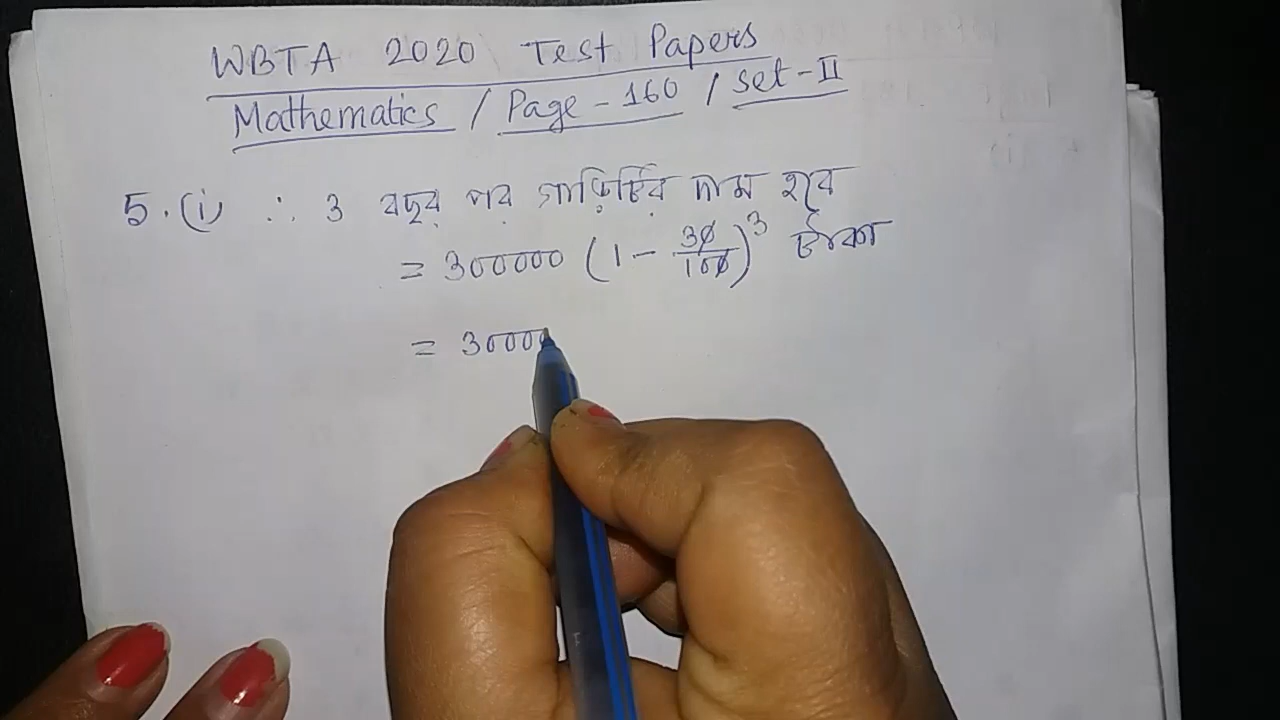 WBTA 2020 Test Papers
Mathematics / Page - 160 / Set - II
5. (i) ∴ 3 বছর পর গাড়িটির দাম হবে
= 300000 (1 - 30/100)^3 টাকা
= 30000